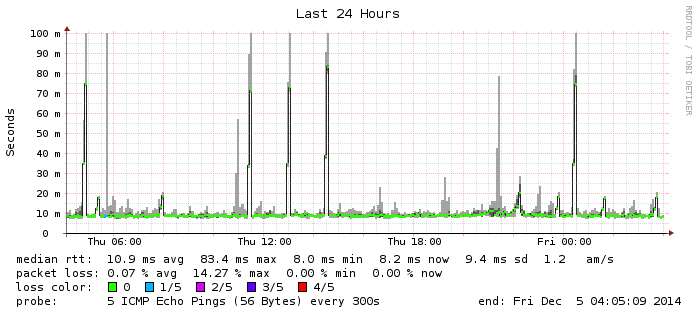 Last 24 Hours
RRDTOOL / TOBI OETIKER
Seconds
100 m
90 m
80 m
70 m
60 m
50 m
40 m
30 m
20 m
10 m
0
Thu 06:00 Thu 12:00 Thu 18:00 Fri 00:00
median rtt: 10.9 ms avg 83.4 ms max 8.0 ms min 8.2 ms now 9.4 ms sd 1.2 am/s
packet loss: 0.07 % avg 14.27 % max 0.00 % min 0.00 % now
loss color: 0 1/5 2/5 3/5 4/5
probe: 5 ICMP Echo Pings (56 Bytes) every 300s end: Fri Dec 5 04:05:09 2014